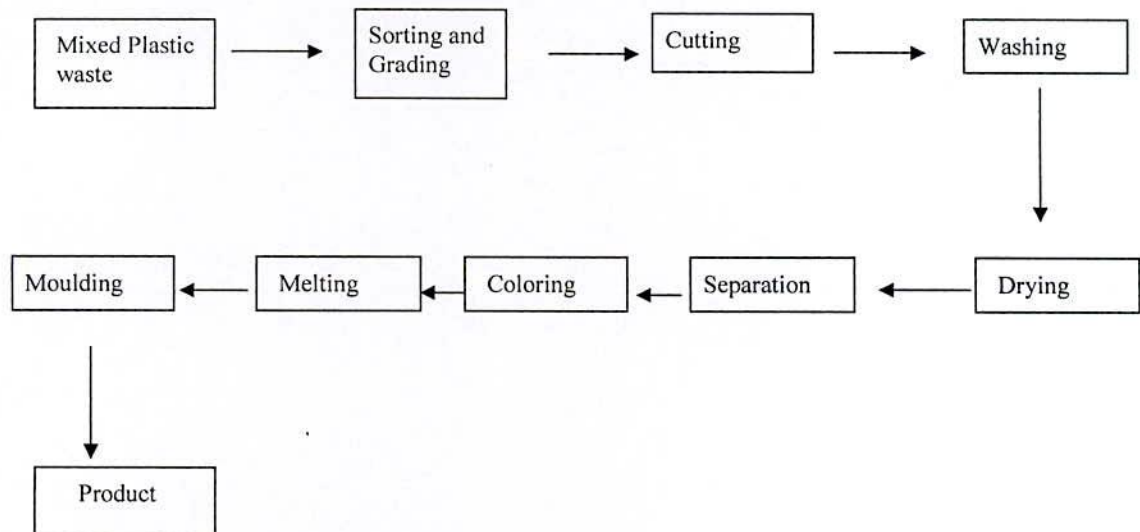 Mixed Plastic
waste
Sorting and
Grading
Cutting
Washing
Drying
Separation
Coloring
Melting
Moulding
Product